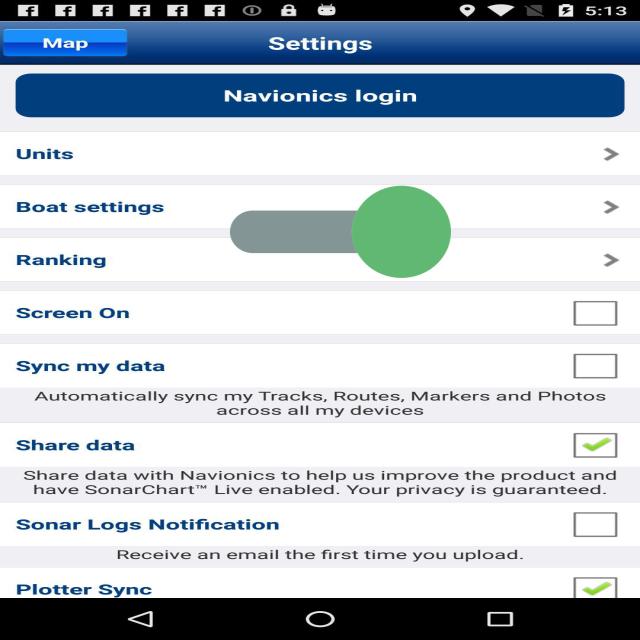 5:13
Map
Settings
Navionics login
Units
Boat settings
Ranking
Screen On
Sync my data
Automatically sync my Tracks, Routes, Markers and Photos
across all my devices
Share data
Share data with Navionics to help us improve the product and
have SonarChart™ Live enabled. Your privacy is guaranteed.
Sonar Logs Notification
Receive an email the first time you upload.
Plotter Sync